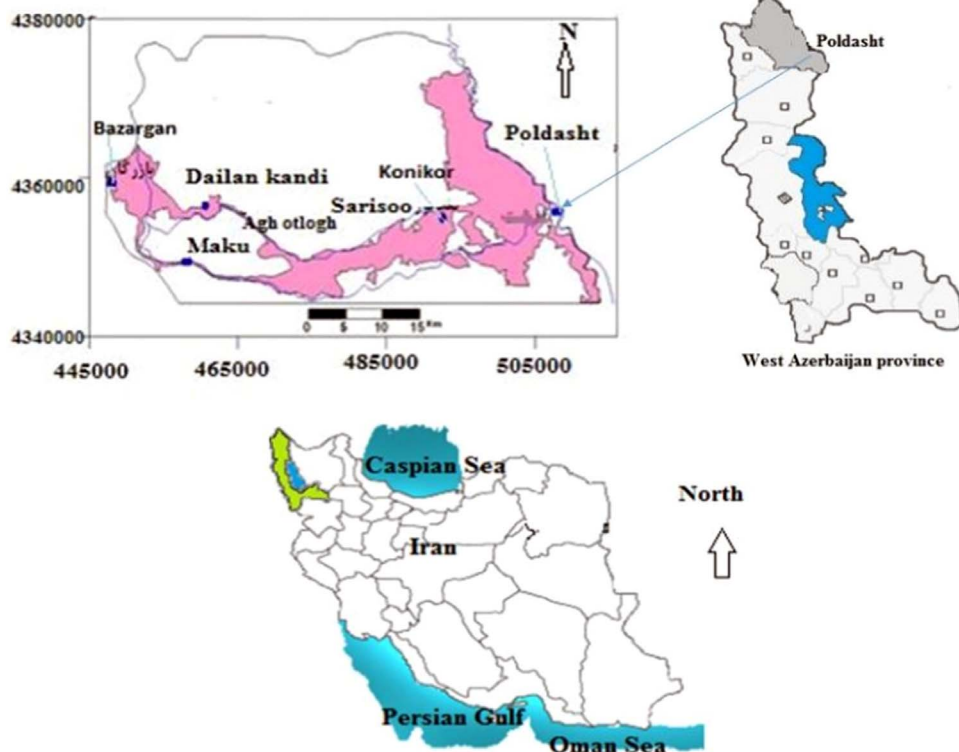 4380000
N
Poldasht
Bazargan
Poldasht
بازرگان
4360000
Dailan kandi
Konikor
Sarisoo
Agh otlogh
Maku
0 5 10 15 Km
4340000
445000 465000 485000 505000
West Azerbaijan province
Caspian Sea
North
Iran
Persian Gulf
Oman Sea